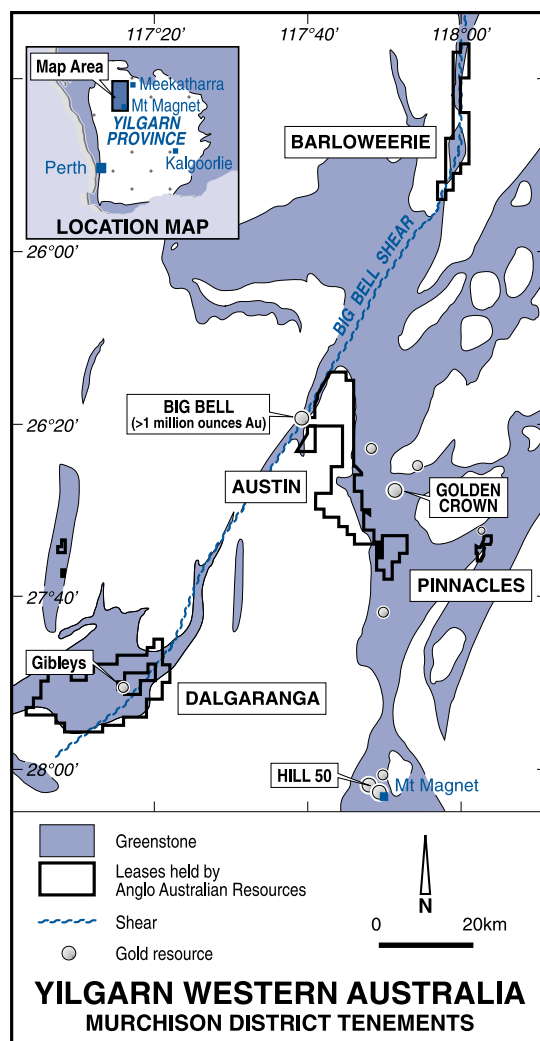 117°20'
117°40'
118°00'
Map Area
Meekatharra
Mt Magnet
YILGARN
PROVINCE
Perth
Kalgoorlie
LOCATION MAP
BARLOWEERIE
26°00'
BIG BELL SHEAR
26°20'
BIG BELL
(>1 million ounces Au)
AUSTIN
GOLDEN
CROWN
PINNACLES
27°40'
Gibleys
DALGARANGA
28°00'
HILL 50
Mt Magnet
Greenstone
Leases held by
Anglo Australian Resources
Shear
Gold resource
N
0 20km
YILGARN WESTERN AUSTRALIA
MURCHISON DISTRICT TENEMENTS